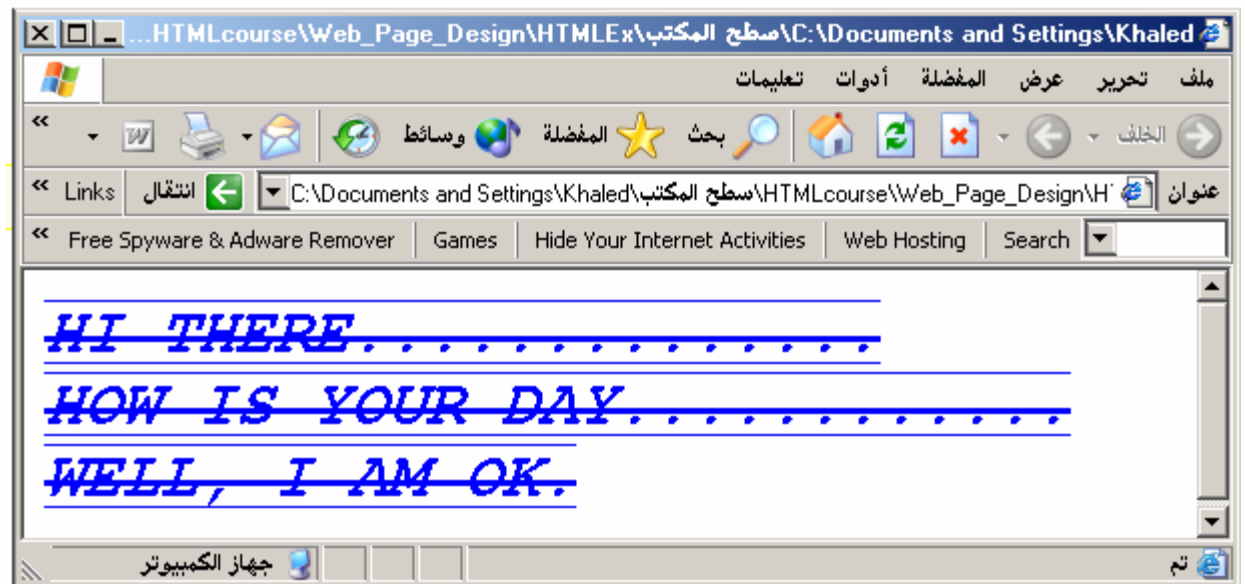 C:\Documents and Settings\Khaled\سطح المكتب\HTMLcourse\Web_Page_Design\HTMLEx...
ملف تحرير عرض المفضلة أدوات تعليمات
الخلف بحث المفضلة وسائط »
عنوان C:\Documents and Settings\Khaled\سطح المكتب\HTMLcourse\Web_Page_Design\H انتقال Links »
» Free Spyware & Adware Remover Games Hide Your Internet Activities Web Hosting Search
HI THERE..............
HOW IS YOUR DAY............
WELL, I AM OK.
تم جهاز الكمبيوتر